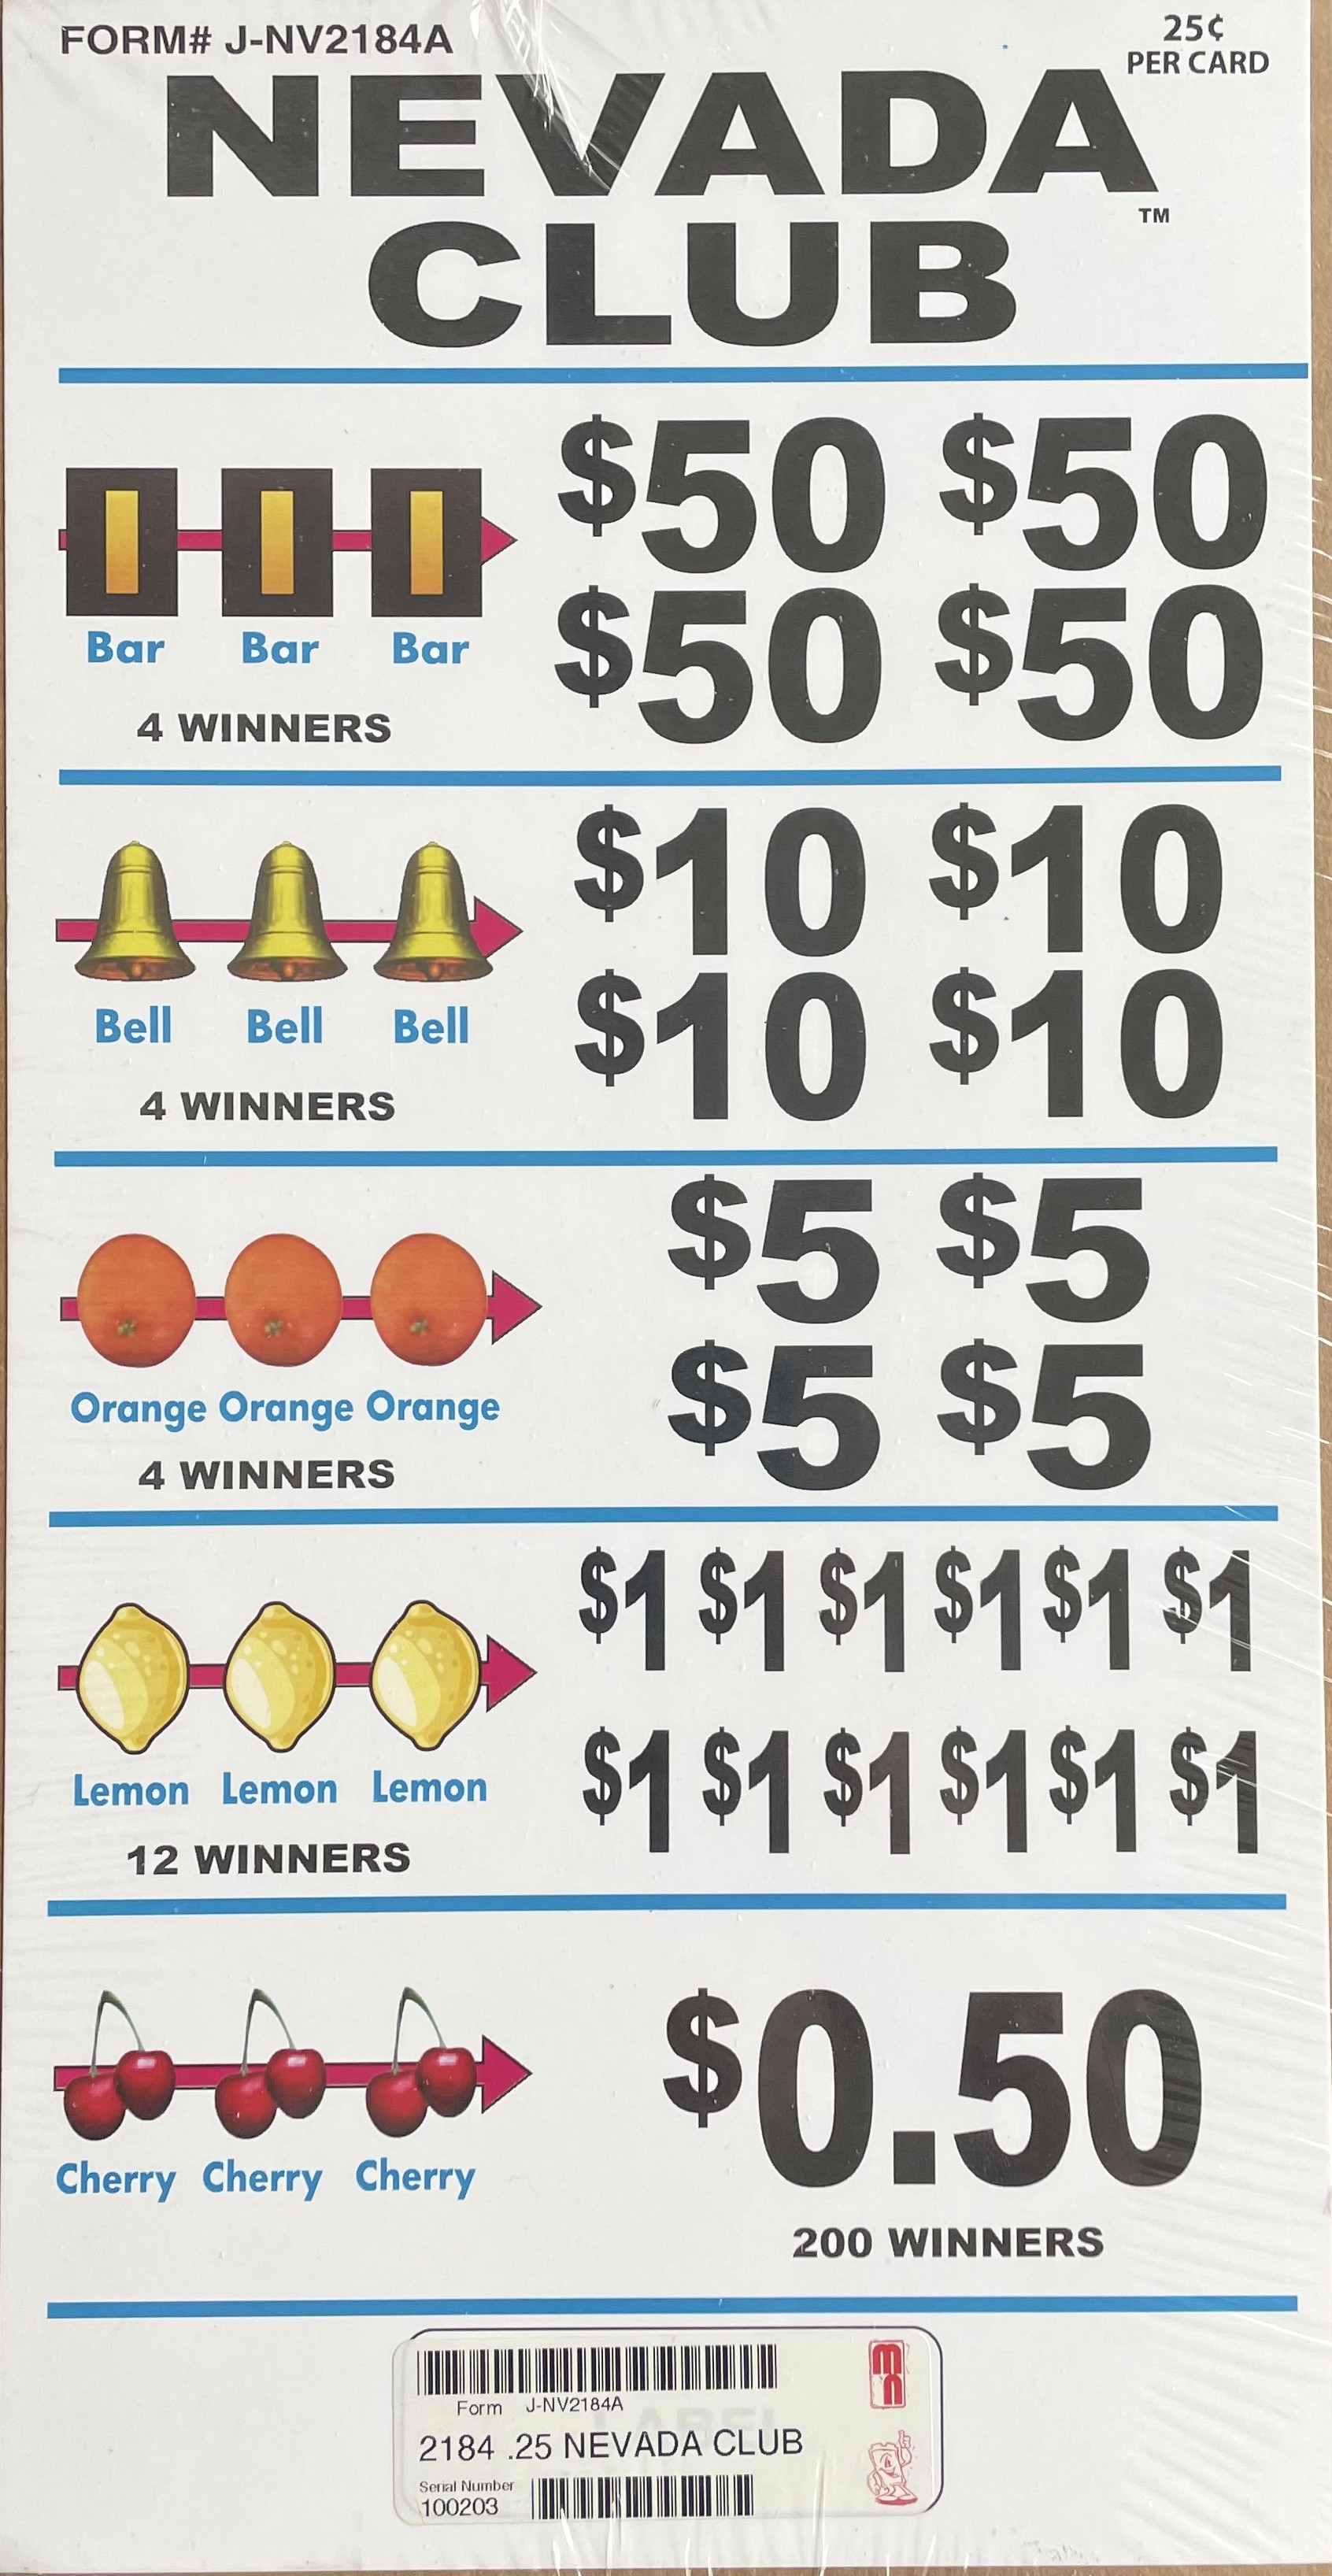 FORM# J-NV2184A
25¢
PER CARD
NEVADA
CLUB
TM
$50 $50
$50 $50
Bar Bar Bar
4 WINNERS
$10 $10
$10 $10
Bell Bell Bell
4 WINNERS
$5 $5
$5 $5
Orange Orange Orange
4 WINNERS
$1 $1 $1 $1 $1 $1
$1 $1 $1 $1 $1 $1
Lemon Lemon Lemon
12 WINNERS
$0.50
Cherry Cherry Cherry
200 WINNERS
Form J-NV2184A
2184 .25 NEVADA CLUB
Serial Number
100203
mn